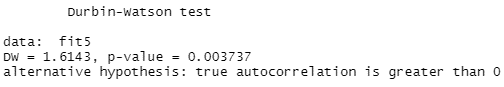 Durbin-Watson test
data:  fit5
DW = 1.6143, p-value = 0.003737
alternative hypothesis: true autocorrelation is greater than 0